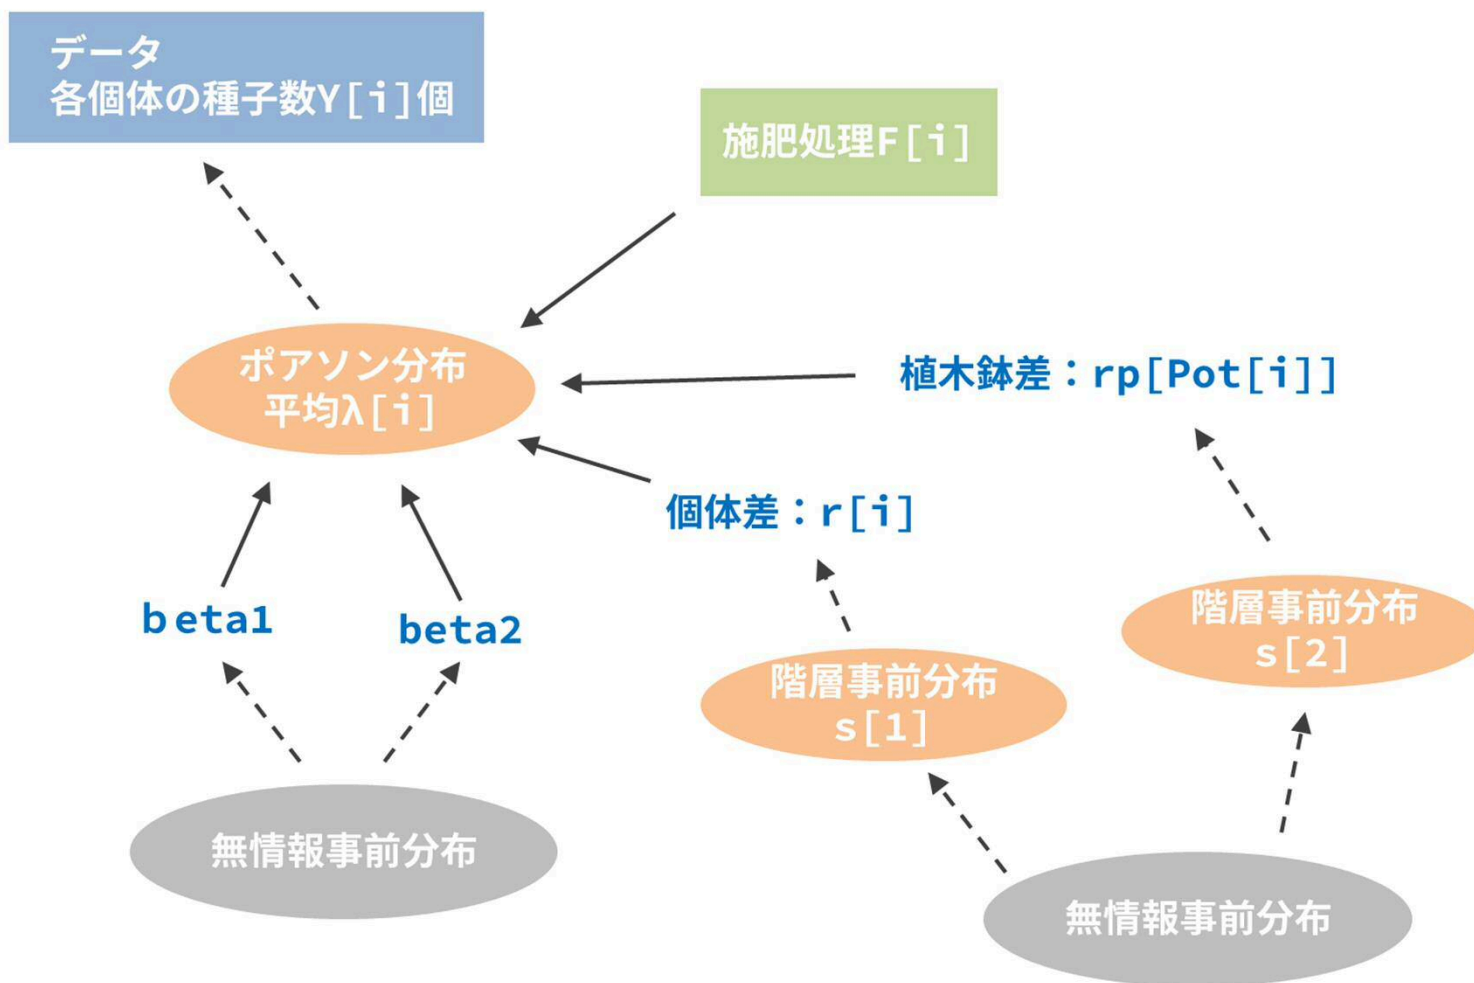 データ
各個体の種子数Y[i]個
施肥処理F[i]
ポアソン分布
平均λ[i]
植木鉢差：rp[Pot[i]]
個体差：r[i]
beta1
beta2
階層事前分布
s[2]
階層事前分布
s[1]
無情報事前分布
無情報事前分布